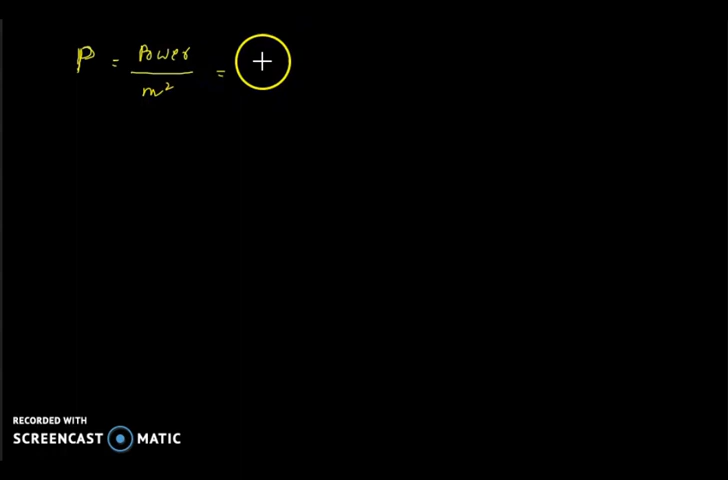 P = Power / m² =
RECORDED WITH
SCREENCAST MATIC